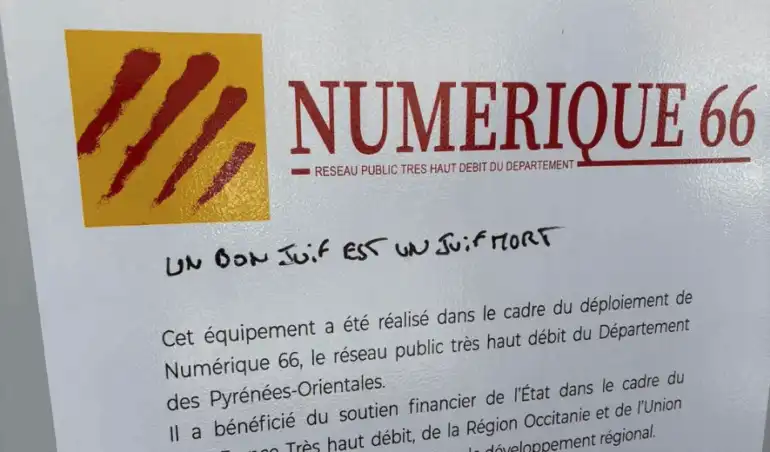 NUMERIQUE 66
RESEAU PUBLIC TRES HAUT DEBIT DU DEPARTEMENT
UN BON JUIF EST UN JUIF MORT
Cet équipement a été réalisé dans le cadre du déploiement de
Numérique 66, le réseau public très haut débit du Département
des Pyrénées-Orientales.
Il a bénéficié du soutien financier de l'État dans le cadre du
Très haut débit, de la Région Occitanie et de l'Union
développement régional.